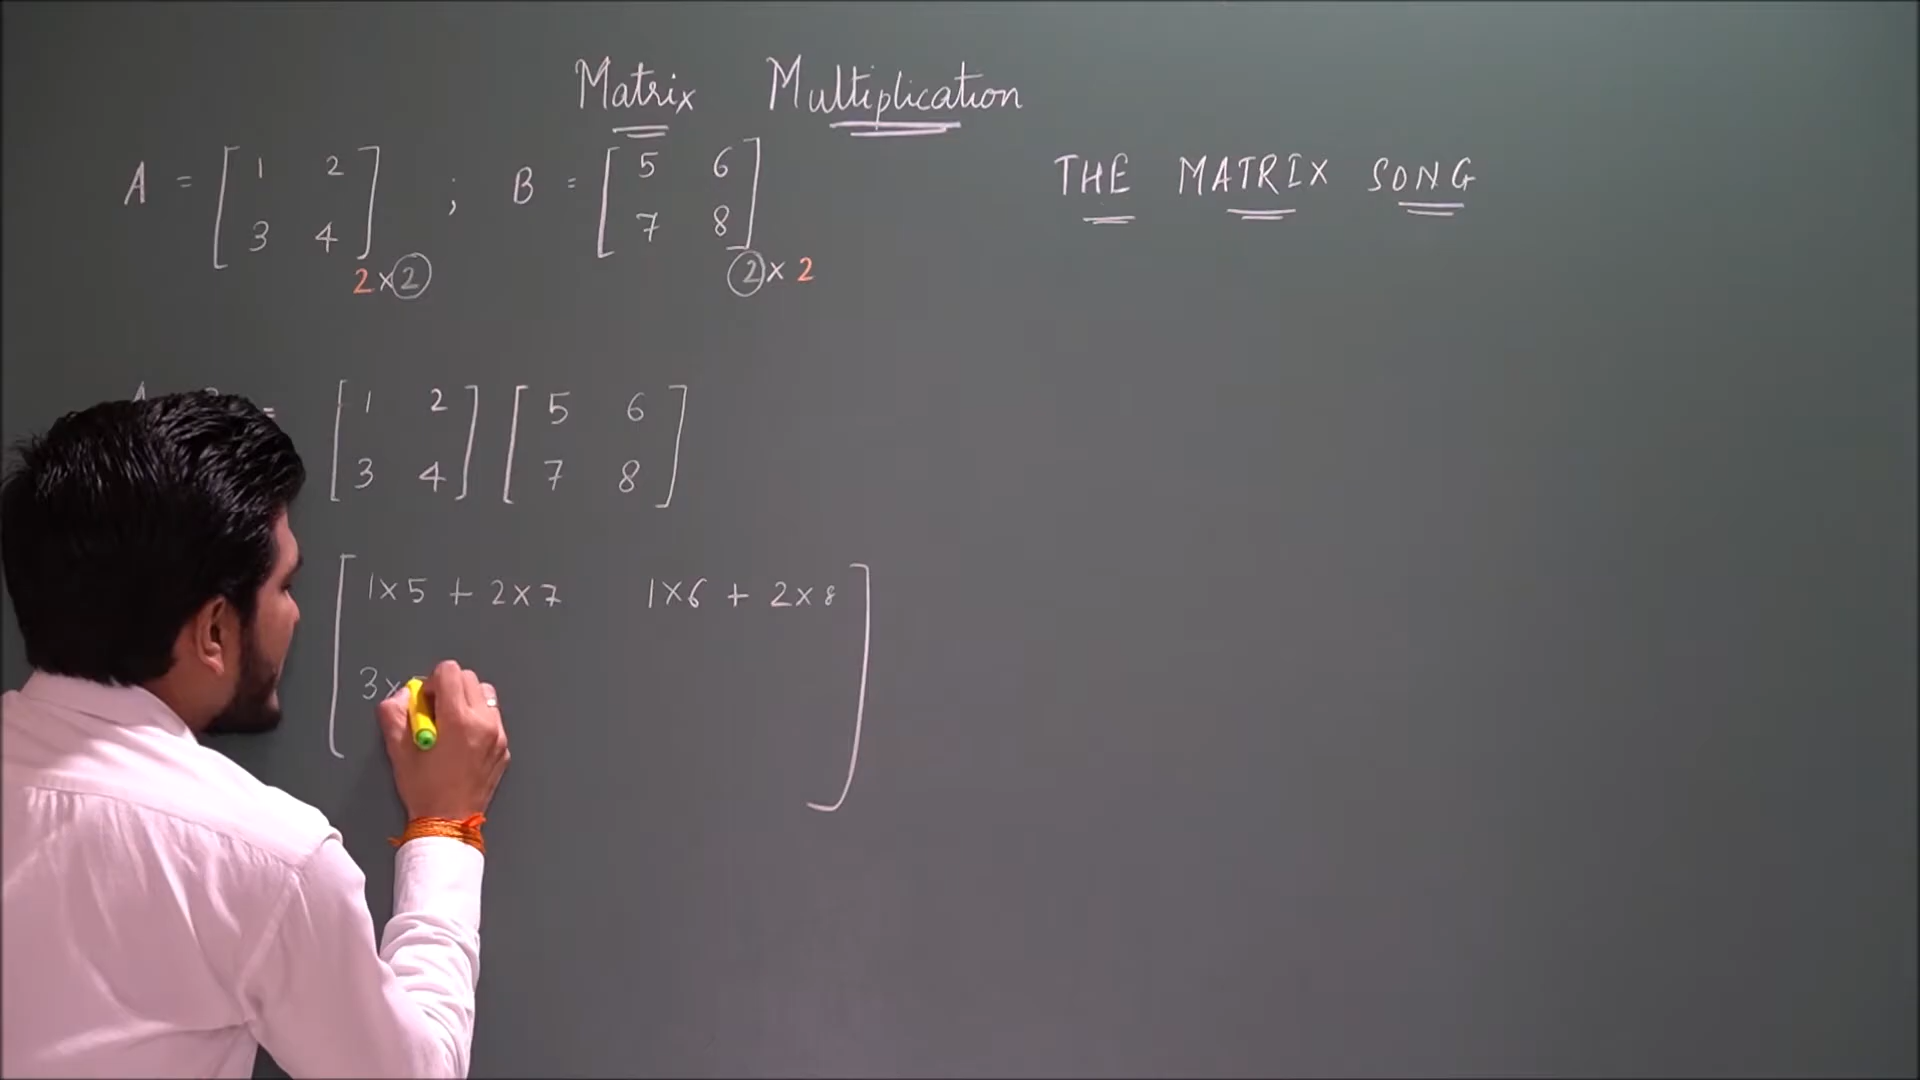 Matrix Multiplication
A = [ 1 2 ; B = [ 5 6
3 4 ] 7 8 ]
2×2 2×2
THE MATRIX SONG
= [ 1 2 ] [ 5 6 ]
3 4 7 8
[ 1×5 + 2×7 1×6 + 2×8 ]
3×